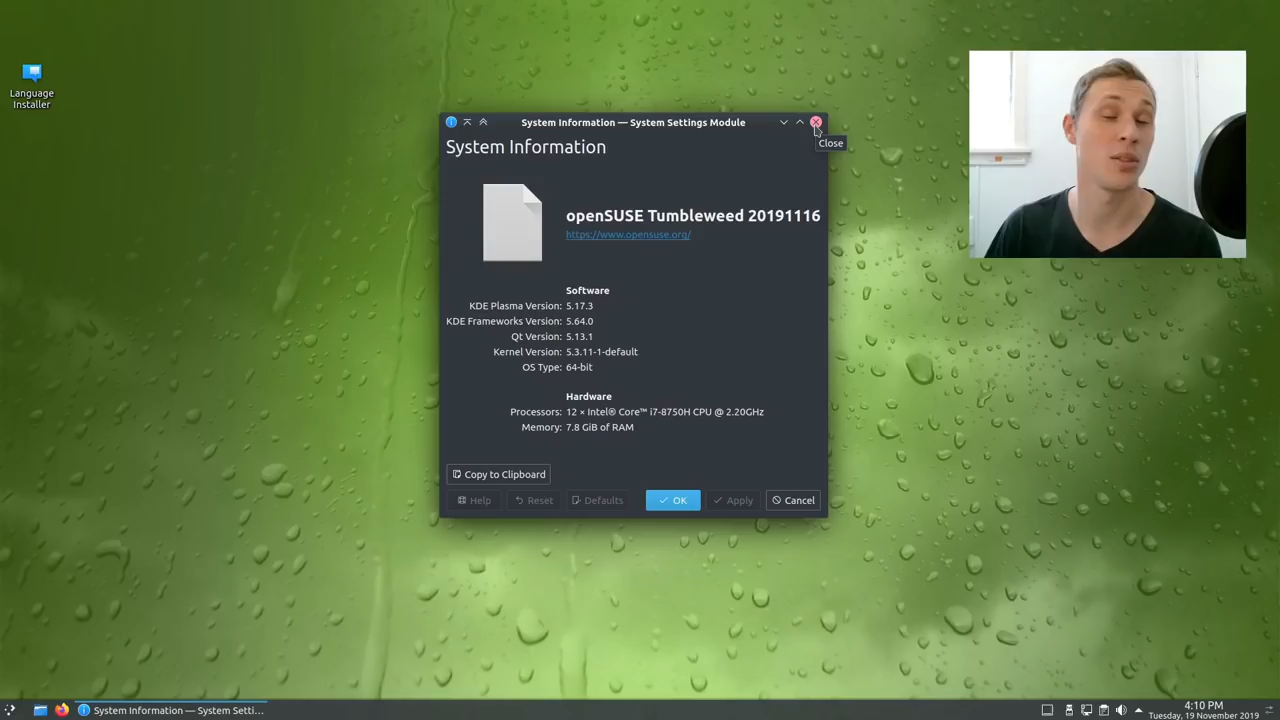 Language
Installer
System Information — System Settings Module
Close
System Information
openSUSE Tumbleweed 20191116
https://www.opensuse.org/
Software
KDE Plasma Version: 5.17.3
KDE Frameworks Version: 5.64.0
Qt Version: 5.13.1
Kernel Version: 5.3.11-1-default
OS Type: 64-bit
Hardware
Processors: 12 × Intel® Core™ i7-8750H CPU @ 2.20GHz
Memory: 7.8 GiB of RAM
Copy to Clipboard
Help Reset Defaults OK Apply Cancel
System Information — System Setti...
4:10 PM
Tuesday, 19 November 2019